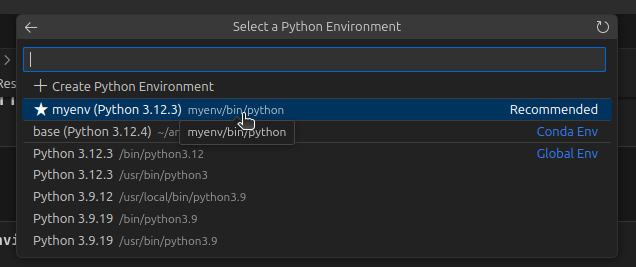 Select a Python Environment
Res
Create Python Environment
myenv (Python 3.12.3) myenv/bin/python Recommended
base (Python 3.12.4) ~/an Conda Env
myenv/bin/python
Python 3.12.3 /bin/python3.12 Global Env
Python 3.12.3 /usr/bin/python3
Python 3.9.12 /usr/local/bin/python3.9
Python 3.9.19 /bin/python3.9
Python 3.9.19 /usr/bin/python3.9
nvi